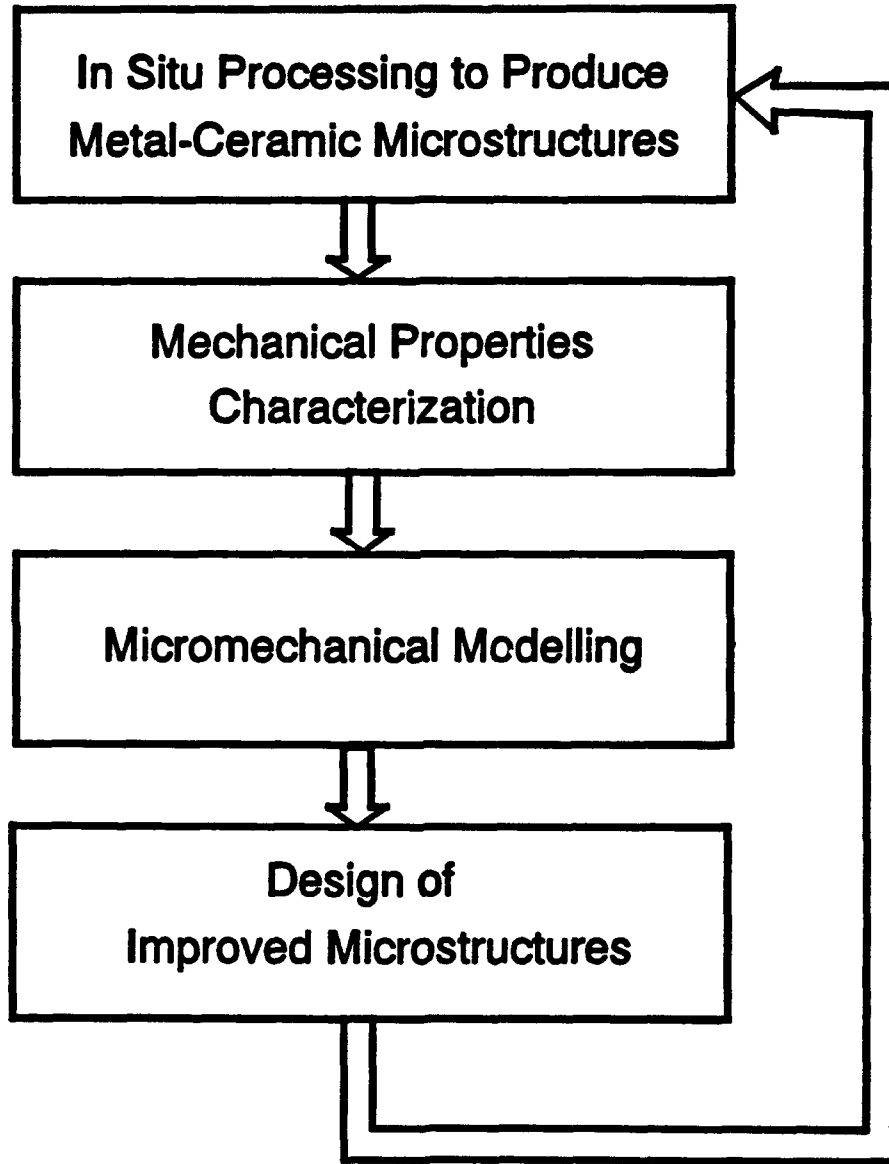 In Situ Processing to Produce
Metal-Ceramic Microstructures
Mechanical Properties
Characterization
Micromechanical Modelling
Design of
Improved Microstructures